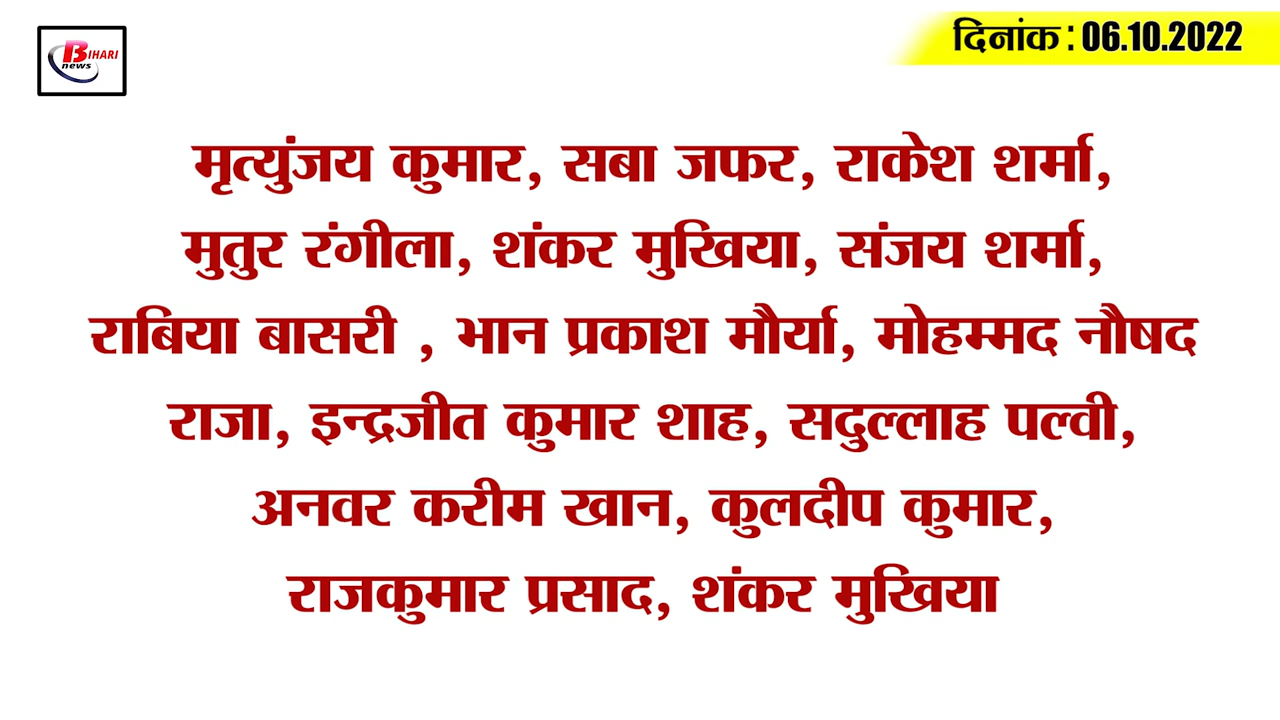 BIHARI
news
दिनांक : 06.10.2022
मृत्युंजय कुमार, सबा जफर, राकेश शर्मा,
मुतुर रंगीला, शंकर मुखिया, संजय शर्मा,
राबिया बासरी , भान प्रकाश मौर्या, मोहम्मद नौषद
राजा, इन्द्रजीत कुमार शाह, सदुल्लाह पल्वी,
अनवर करीम खान, कुलदीप कुमार,
राजकुमार प्रसाद, शंकर मुखिया